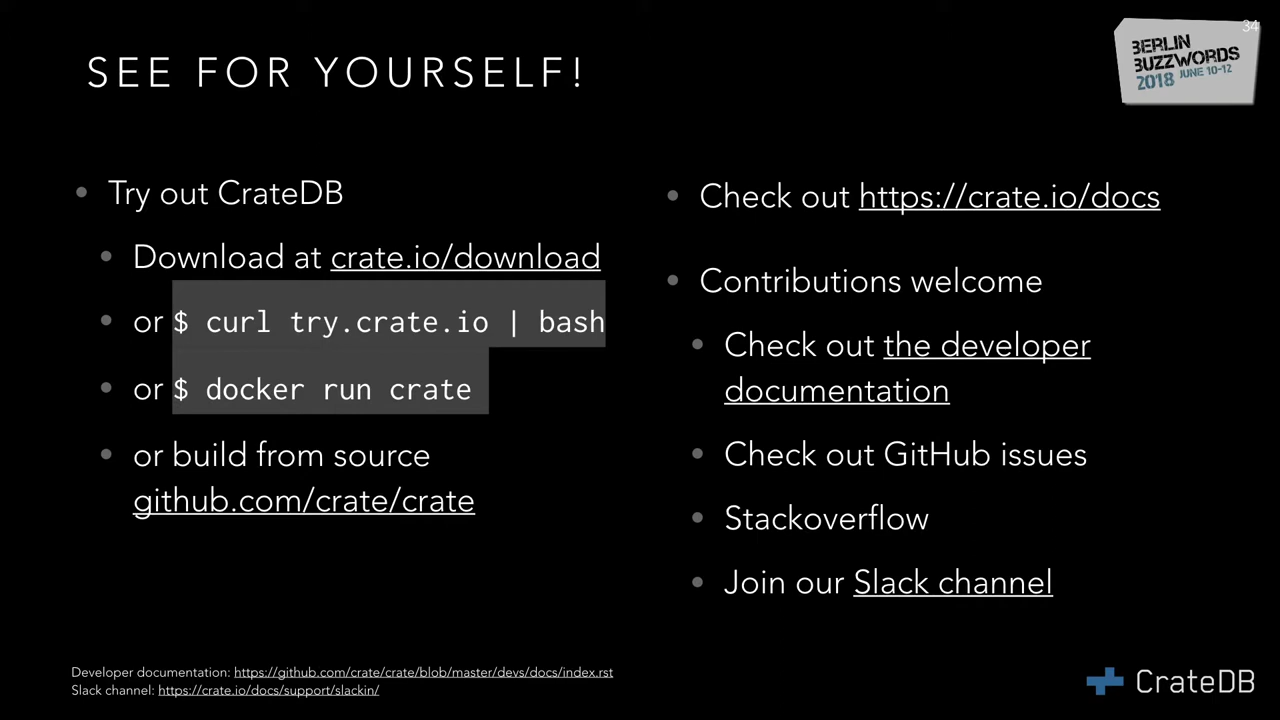 34
SEE FOR YOURSELF!
BERLIN
BUZZWORDS
2018 JUNE 10-12
• Try out CrateDB
• Download at crate.io/download
• or $ curl try.crate.io | bash
• or $ docker run crate
• or build from source
github.com/crate/crate
• Check out https://crate.io/docs
• Contributions welcome
• Check out the developer
documentation
• Check out GitHub issues
• Stackoverflow
• Join our Slack channel
Developer documentation: https://github.com/crate/crate/blob/master/devs/docs/index.rst
Slack channel: https://crate.io/docs/support/slackin/
CrateDB